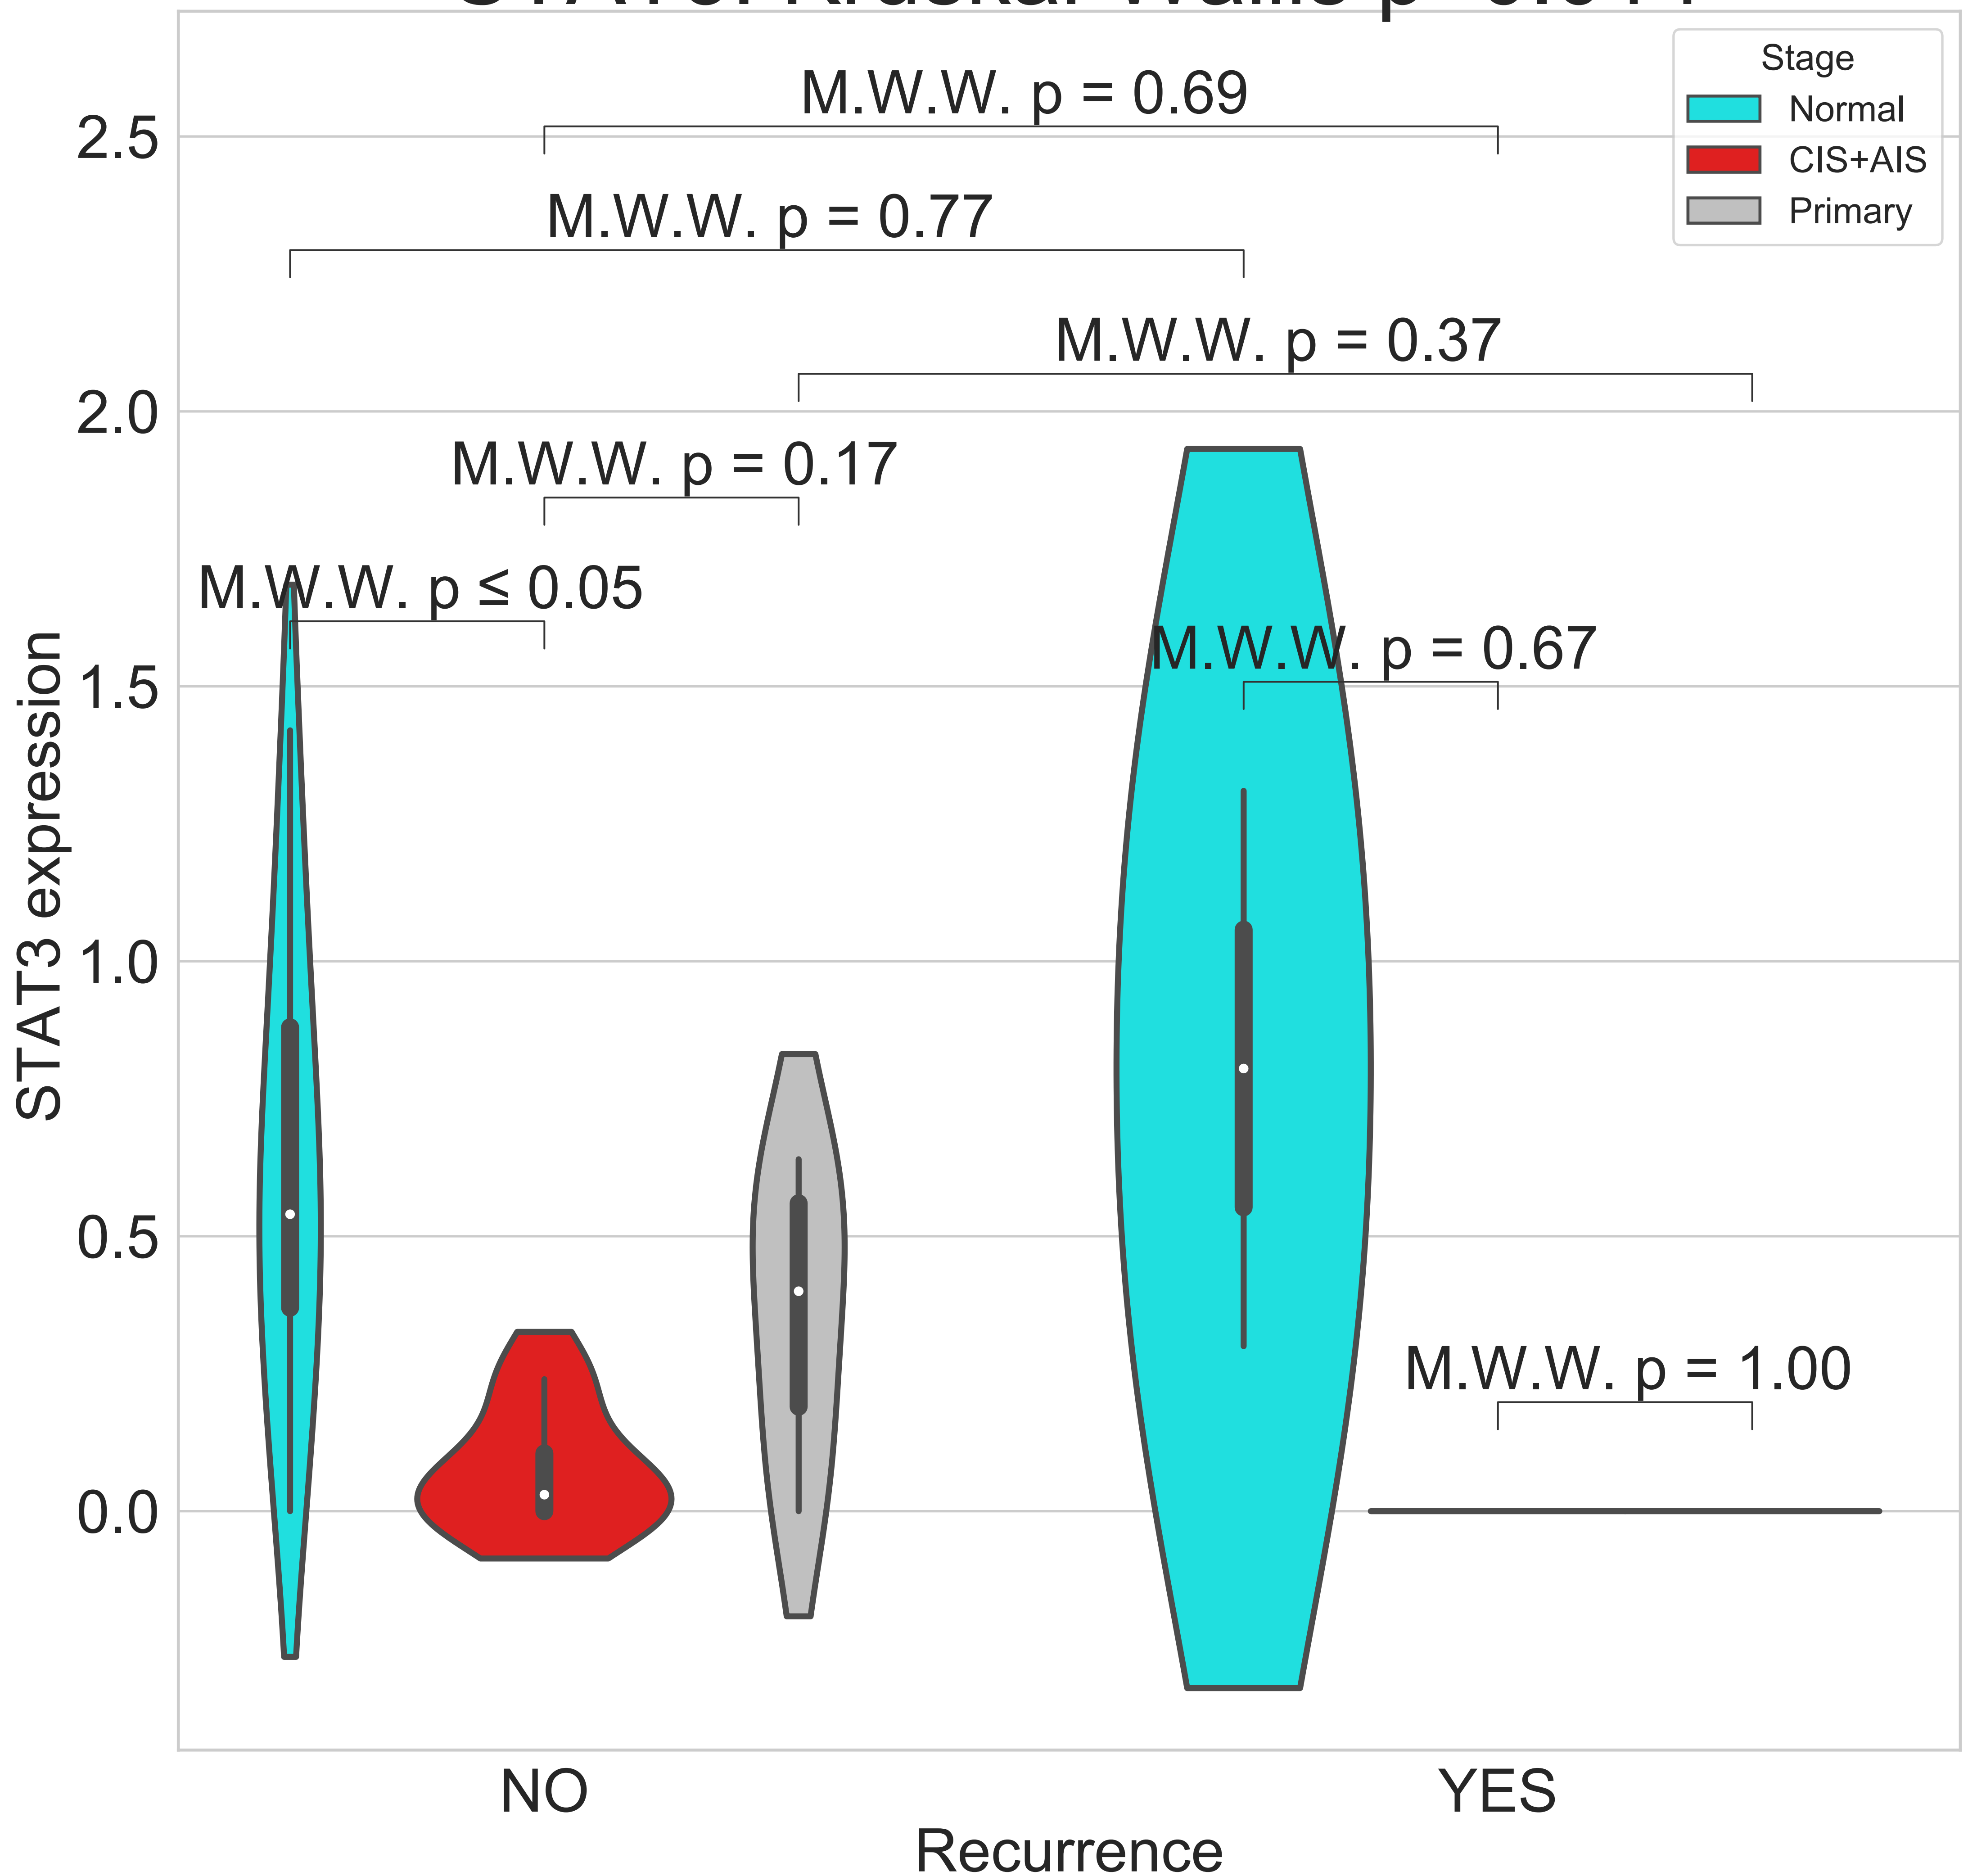 Stage
Normal
CIS+AIS
Primary
M.W.W. p = 0.69
2.5
M.W.W. p = 0.77
M.W.W. p = 0.37
2.0
M.W.W. p = 0.17
M.W.W. p ≤ 0.05
M.W.W. p = 0.67
1.5
STAT3 expression
1.0
0.5
M.W.W. p = 1.00
0.0
NO
YES
Recurrence